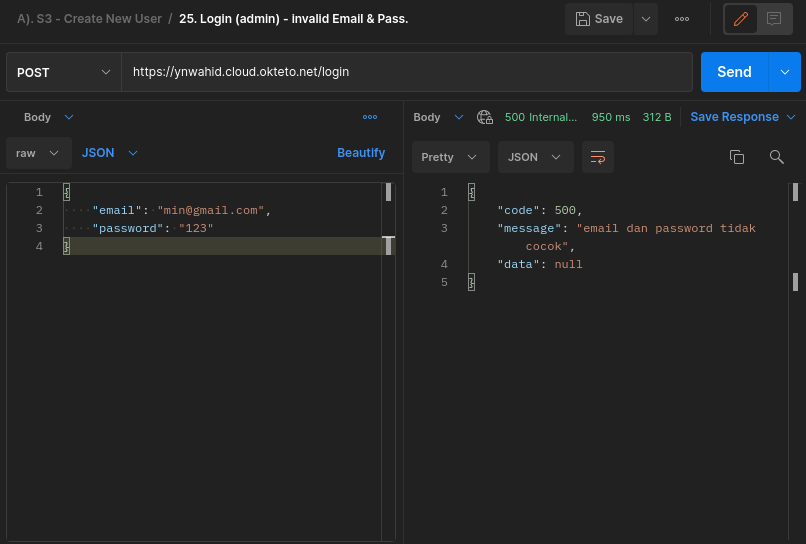 A). S3 - Create New User / 25. Login (admin) - invalid Email & Pass.
Save
POST
https://ynwahid.cloud.okteto.net/login
Send
Body
raw
JSON
Beautify
1 {
2 "email": "min@gmail.com",
3 "password": "123"
4 }
Body
500 Internal...
950 ms
312 B
Save Response
Pretty
JSON
1 {
2 "code": 500,
3 "message": "email dan password tidak
cocok",
4 "data": null
5 }